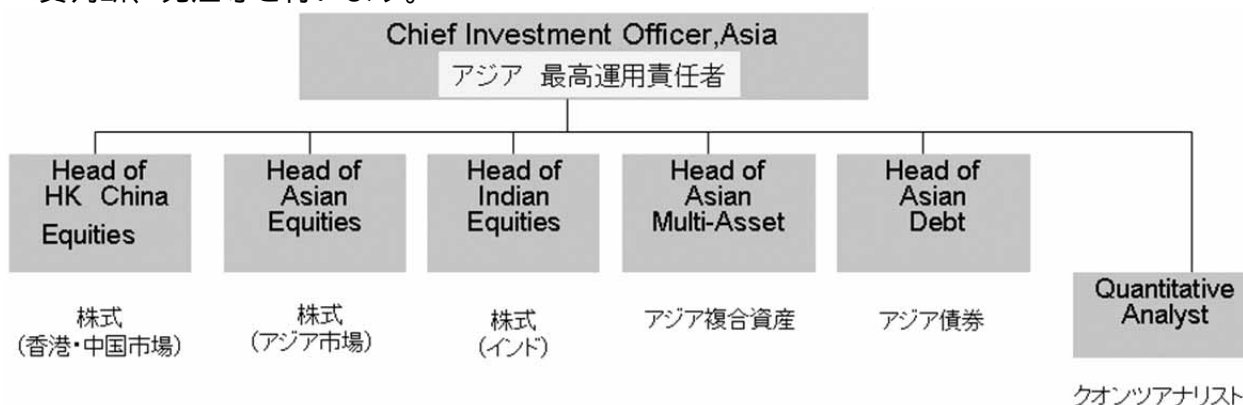 Chief Investment Officer,Asia
アジア 最高運用責任者
Head of
HK China
Equities
Head of
Asian
Equities
Head of
Indian
Equities
Head of
Asian
Multi-Asset
Head of
Asian
Debt
Quantitative
Analyst
株式
(香港・中国市場)
株式
(アジア市場)
株式
(インド)
アジア複合資産
アジア債券
クオンツアナリスト